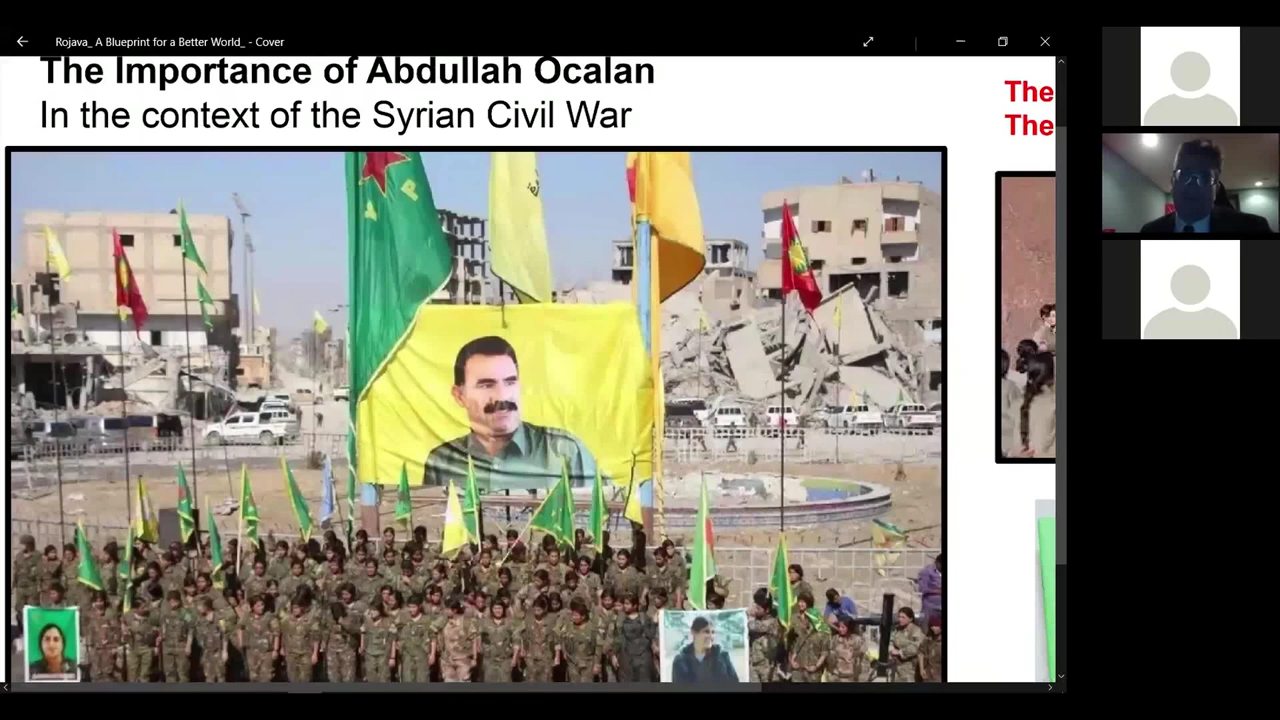 Rojava_ A Blueprint for a Better World_ - Cover
The Importance of Abdullah Ocalan
In the context of the Syrian Civil War
The
The
Y
P